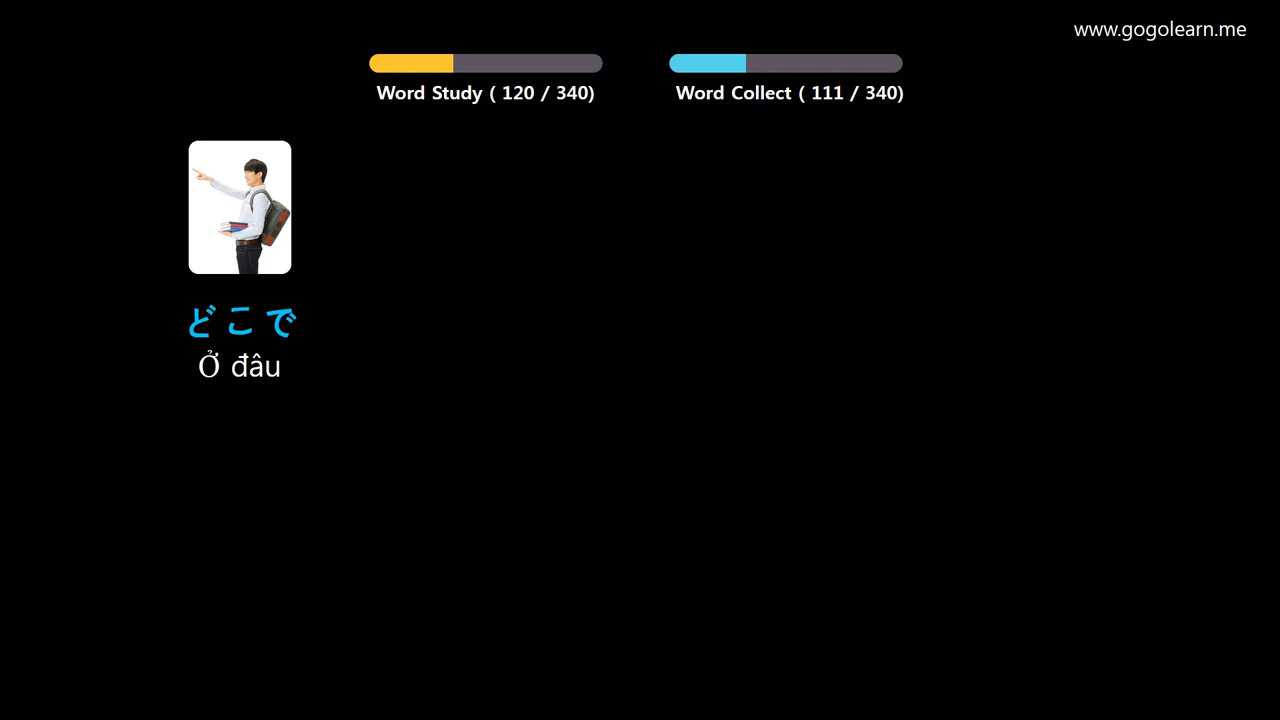 www.gogolearn.me
Word Study ( 120 / 340)
Word Collect ( 111 / 340)
どこで
Ở đâu